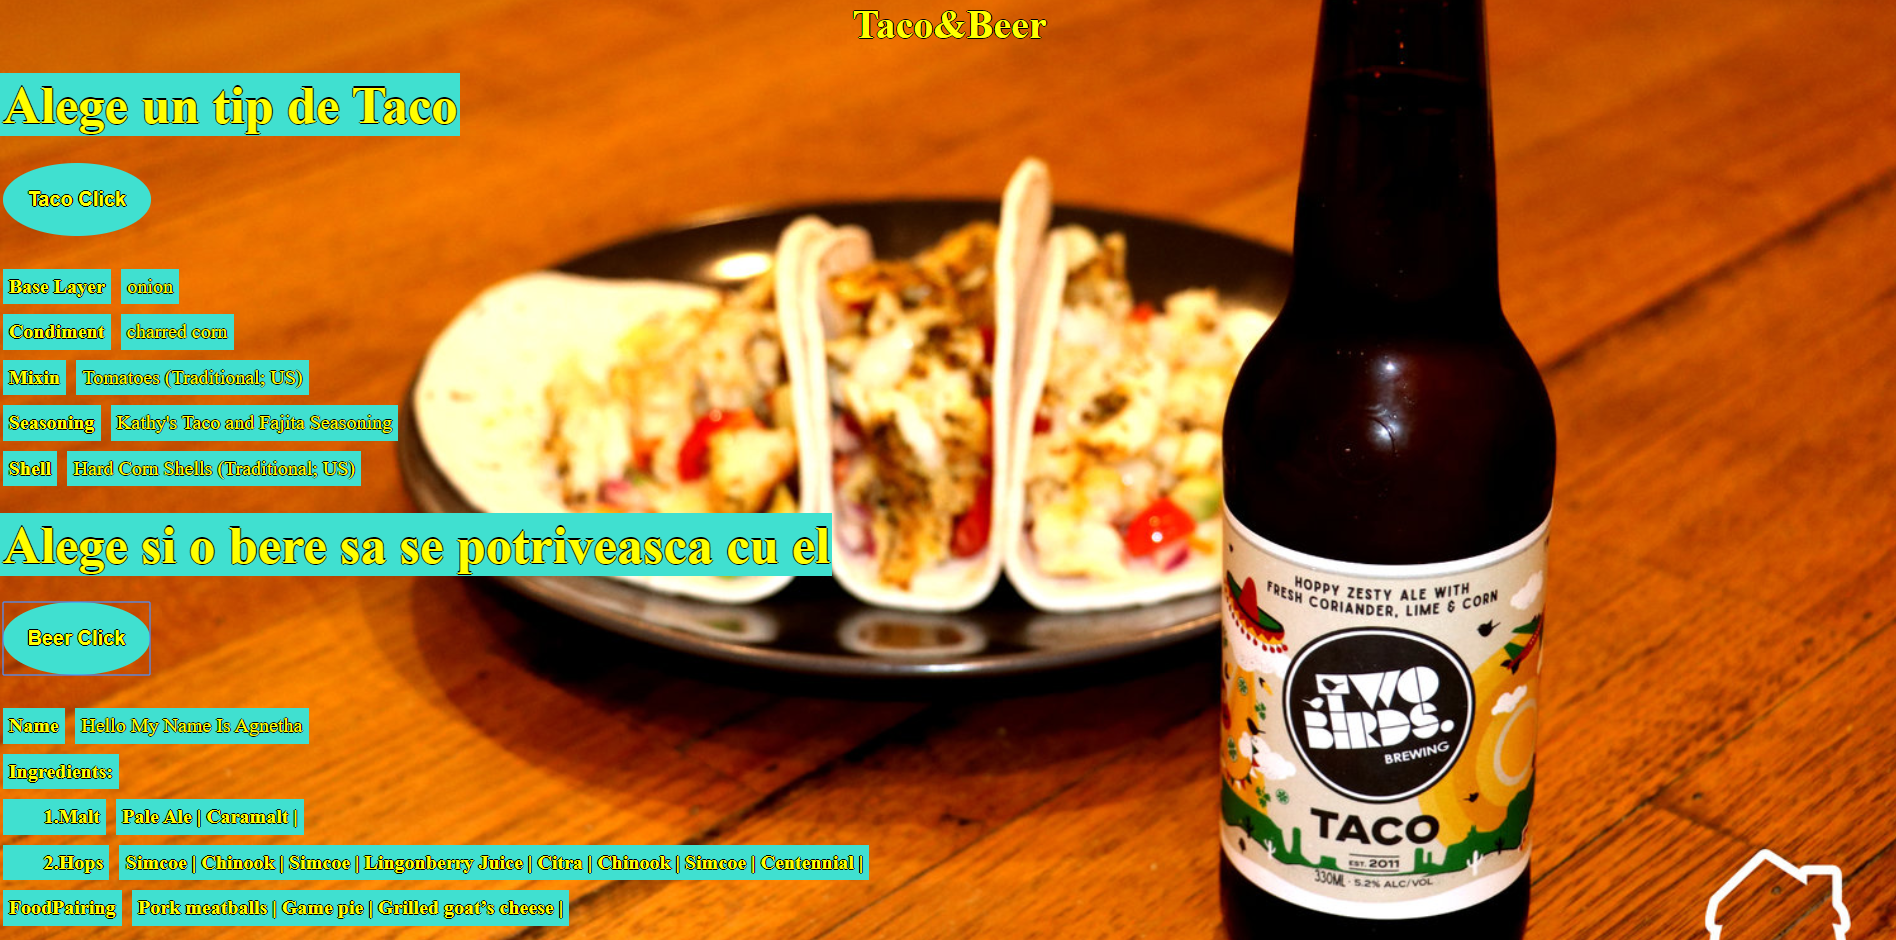 Taco&Beer
Alege un tip de Taco
Taco Click
Base Layer onion
Condiment charred corn
Mixin Tomatoes (Traditional; US)
Seasoning Kathy's Taco and Fajita Seasoning
Shell Hard Corn Shells (Traditional; US)
Alege si o bere sa se potriveasca cu el
Beer Click
Name Hello My Name Is Agnetha
Ingredients:
1.Malt Pale Ale | Caramalt |
2.Hops Simcoe | Chinook | Simcoe | Lingonberry Juice | Citra | Chinook | Simcoe | Centennial |
FoodPairing Pork meatballs | Game pie | Grilled goat’s cheese |
HOPPY ZESTY ALE WITH
FRESH CORIANDER, LIME & CORN
TWO
BIRDS.
BREWING
TACO
EST. 2011
330ML · 5.2% ALC/VOL